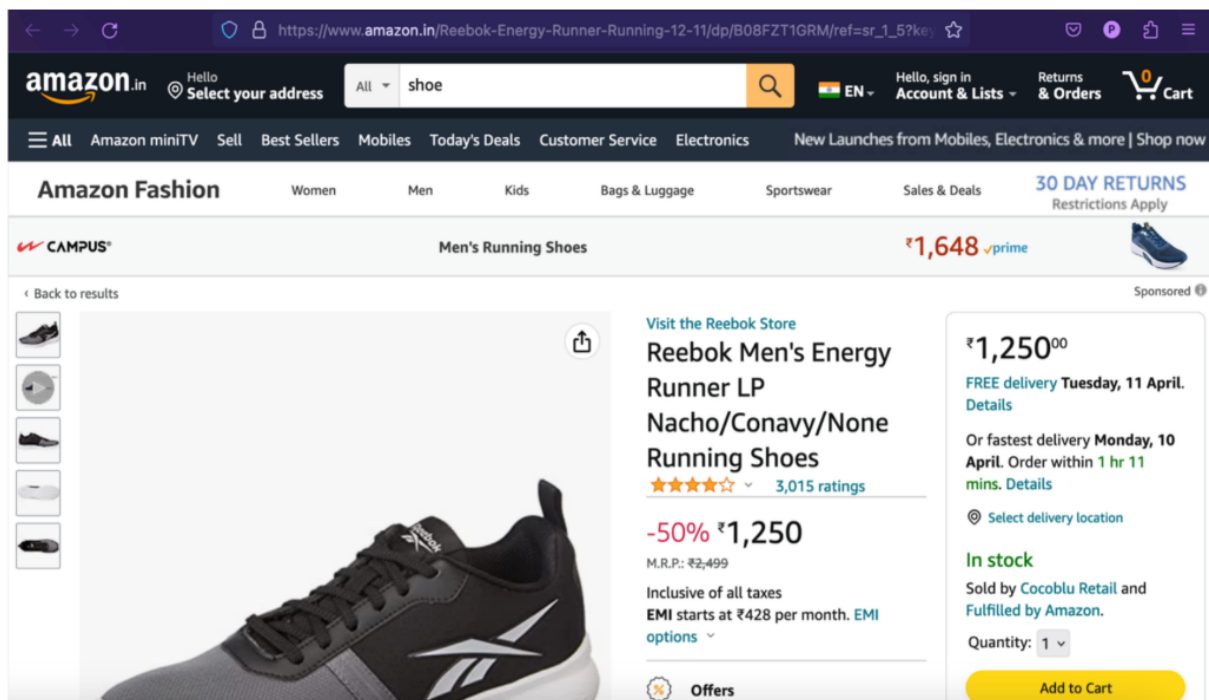 https://www.amazon.in/Reebok-Energy-Runner-Running-12-11/dp/B08FZT1GRM/ref=sr_1_5?key
P
amazon.in
Hello
Select your address
All
shoe
EN
Hello, sign in
Account & Lists
Returns
& Orders
0
Cart
All
Amazon miniTV
Sell
Best Sellers
Mobiles
Today's Deals
Customer Service
Electronics
New Launches from Mobiles, Electronics & more | Shop now
Amazon Fashion
Women
Men
Kids
Bags & Luggage
Sportswear
Sales & Deals
30 DAY RETURNS
Restrictions Apply
CAMPUS®
Men's Running Shoes
₹1,648 prime
‹ Back to results
Sponsored
Visit the Reebok Store
Reebok Men's Energy
Runner LP
Nacho/Conavy/None
Running Shoes
3,015 ratings
-50% ₹1,250
M.R.P.: ₹2,499
Inclusive of all taxes
EMI starts at ₹428 per month. EMI
options
% Offers
Reebok
₹1,25000
FREE delivery Tuesday, 11 April.
Details
Or fastest delivery Monday, 10
April. Order within 1 hr 11
mins. Details
Select delivery location
In stock
Sold by Cocoblu Retail and
Fulfilled by Amazon.
Quantity: 1
Add to Cart